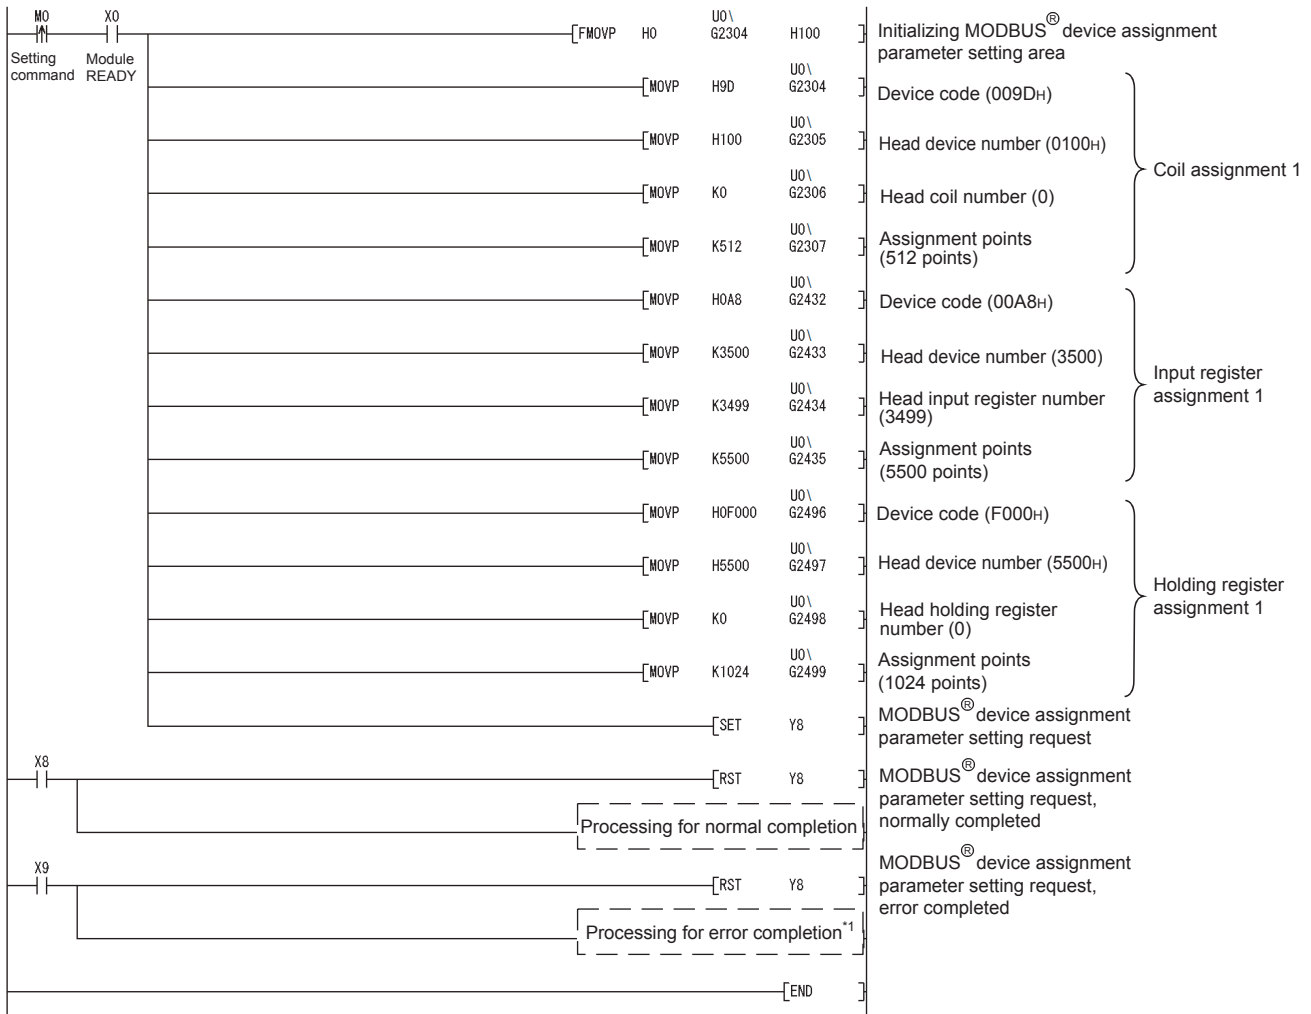 M0 X0
Setting command
Module READY
U0\
FMOVP H0 G2304 H100
Initializing MODBUS® device assignment
parameter setting area
U0\
MOVP H9D G2304
Device code (009DH)
U0\
MOVP H100 G2305
Head device number (0100H)
Coil assignment 1
U0\
MOVP K0 G2306
Head coil number (0)
U0\
MOVP K512 G2307
Assignment points
(512 points)
U0\
MOVP H0A8 G2432
Device code (00A8H)
U0\
MOVP K3500 G2433
Head device number (3500)
Input register
assignment 1
U0\
MOVP K3499 G2434
Head input register number
(3499)
U0\
MOVP K5500 G2435
Assignment points
(5500 points)
U0\
MOVP H0F000 G2496
Device code (F000H)
U0\
MOVP H5500 G2497
Head device number (5500H)
Holding register
assignment 1
U0\
MOVP K0 G2498
Head holding register
number (0)
U0\
MOVP K1024 G2499
Assignment points
(1024 points)
SET Y8
MODBUS® device assignment
parameter setting request
X8
RST Y8
MODBUS® device assignment
parameter setting request,
normally completed
Processing for normal completion
X9
RST Y8
MODBUS® device assignment
parameter setting request,
error completed
Processing for error completion*1
END